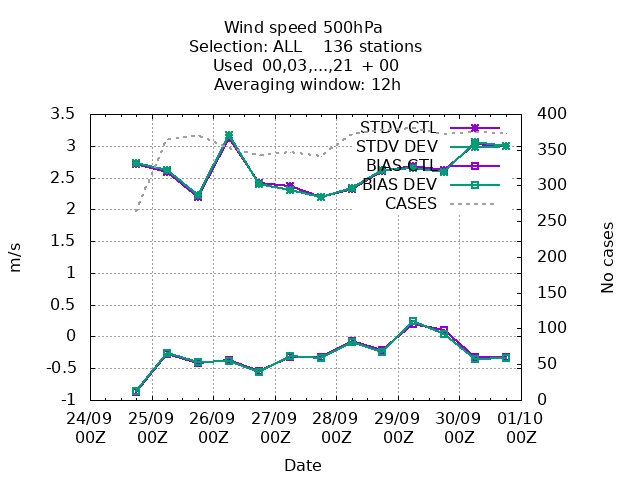 Wind speed 500hPa
Selection: ALL    136 stations
Used  00,03,...,21  + 00
Averaging window: 12h
3.5
3
2.5
2
1.5
1
0.5
0
-0.5
-1
m/s
STDV CTL
STDV DEV
BIAS CTL
BIAS DEV
CASES
400
350
300
250
200
150
100
50
0
No cases
24/09 25/09 26/09 27/09 28/09 29/09 30/09 01/10
00Z 00Z 00Z 00Z 00Z 00Z 00Z 00Z
Date